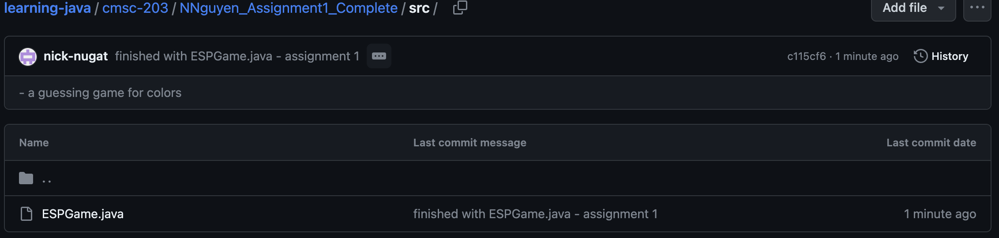 learning-java / cmsc-203 / NNguyen_Assignment1_Complete / src /
Add file
nick-nugat finished with ESPGame.java - assignment 1
c115cf6 · 1 minute ago
History
- a guessing game for colors
Name
Last commit message
Last commit date
..
ESPGame.java
finished with ESPGame.java - assignment 1
1 minute ago